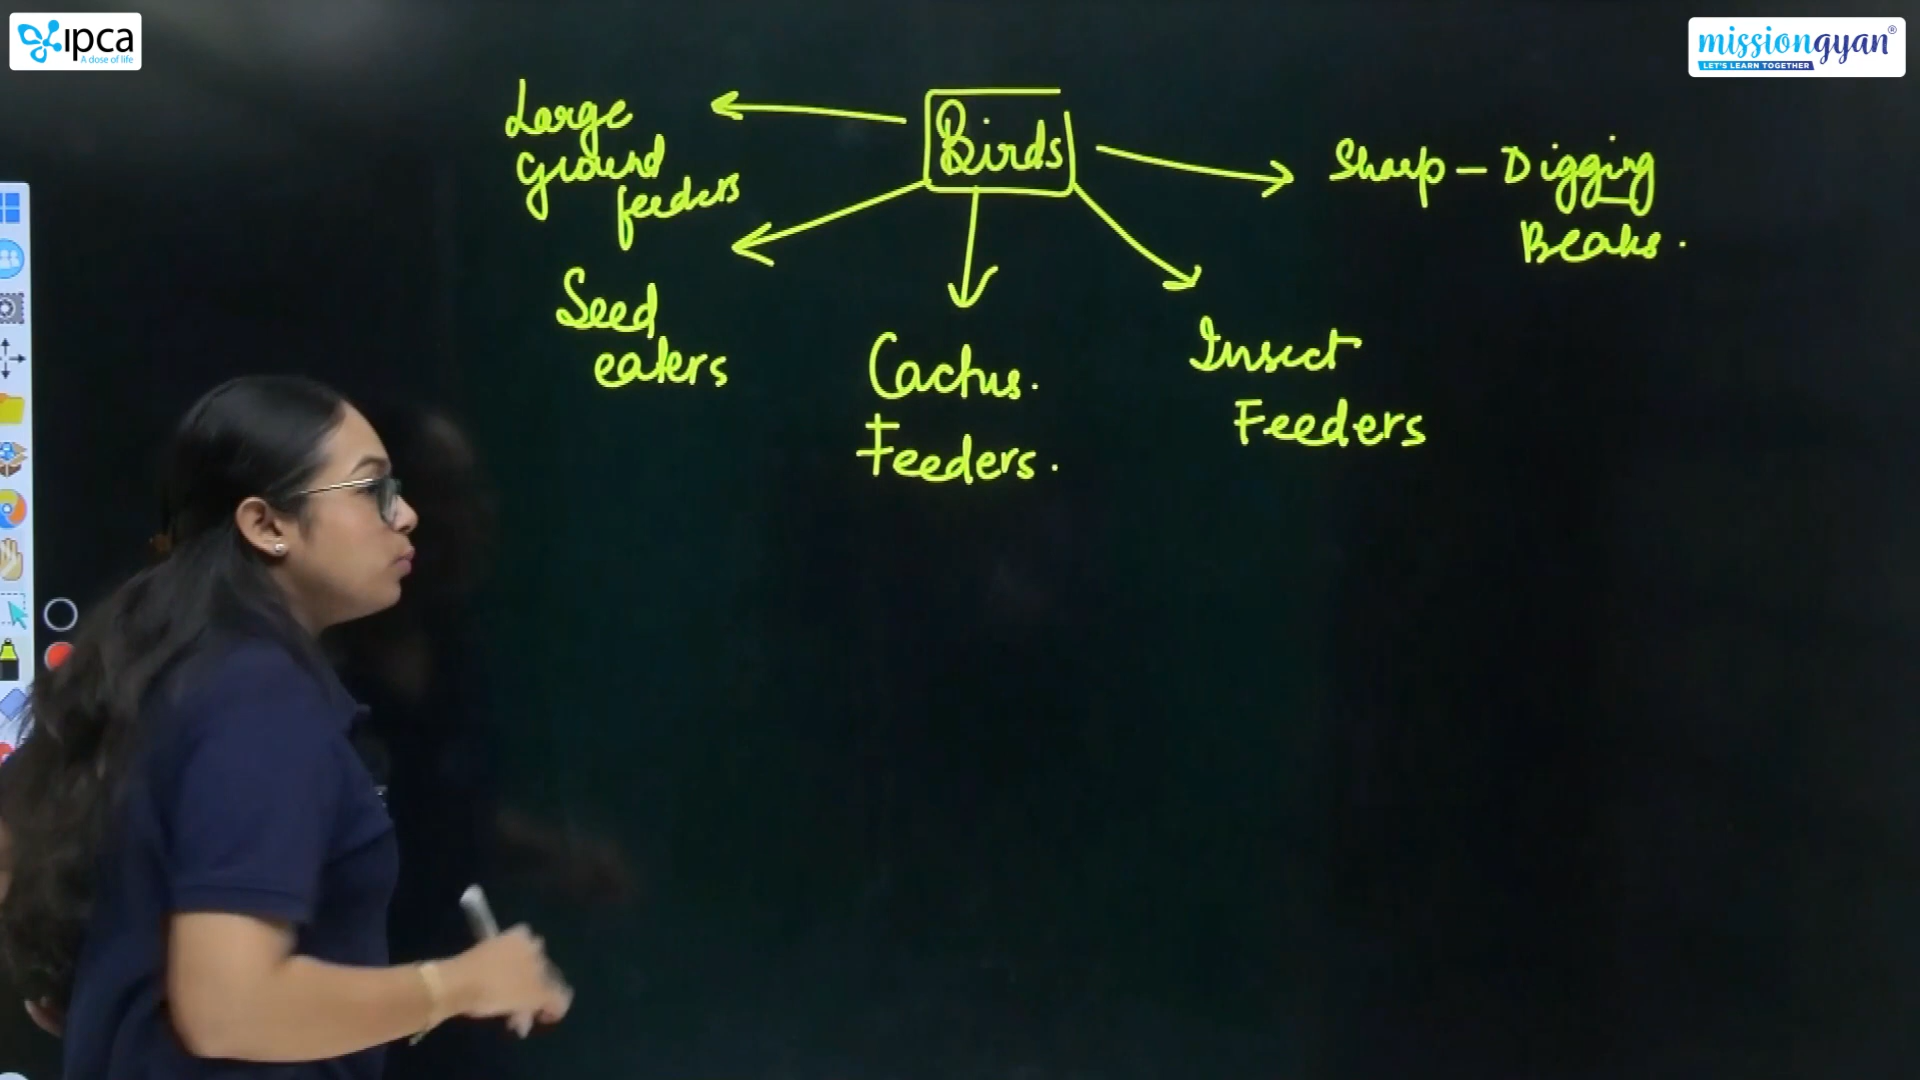 ipca
A dose of life
missiongyan®
LET'S LEARN TOGETHER
Birds
Large
ground
feeders
Seed
eaters
Cactus.
Feeders.
Insect
Feeders
Sharp - Digging
Beaks.